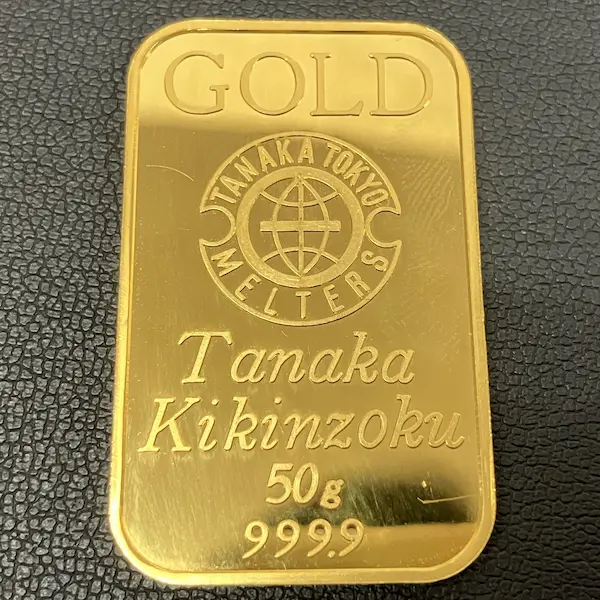 GOLD
TANAKA TOKYO
MELTERS
Tanaka
Kikinzoku
50g
999.9